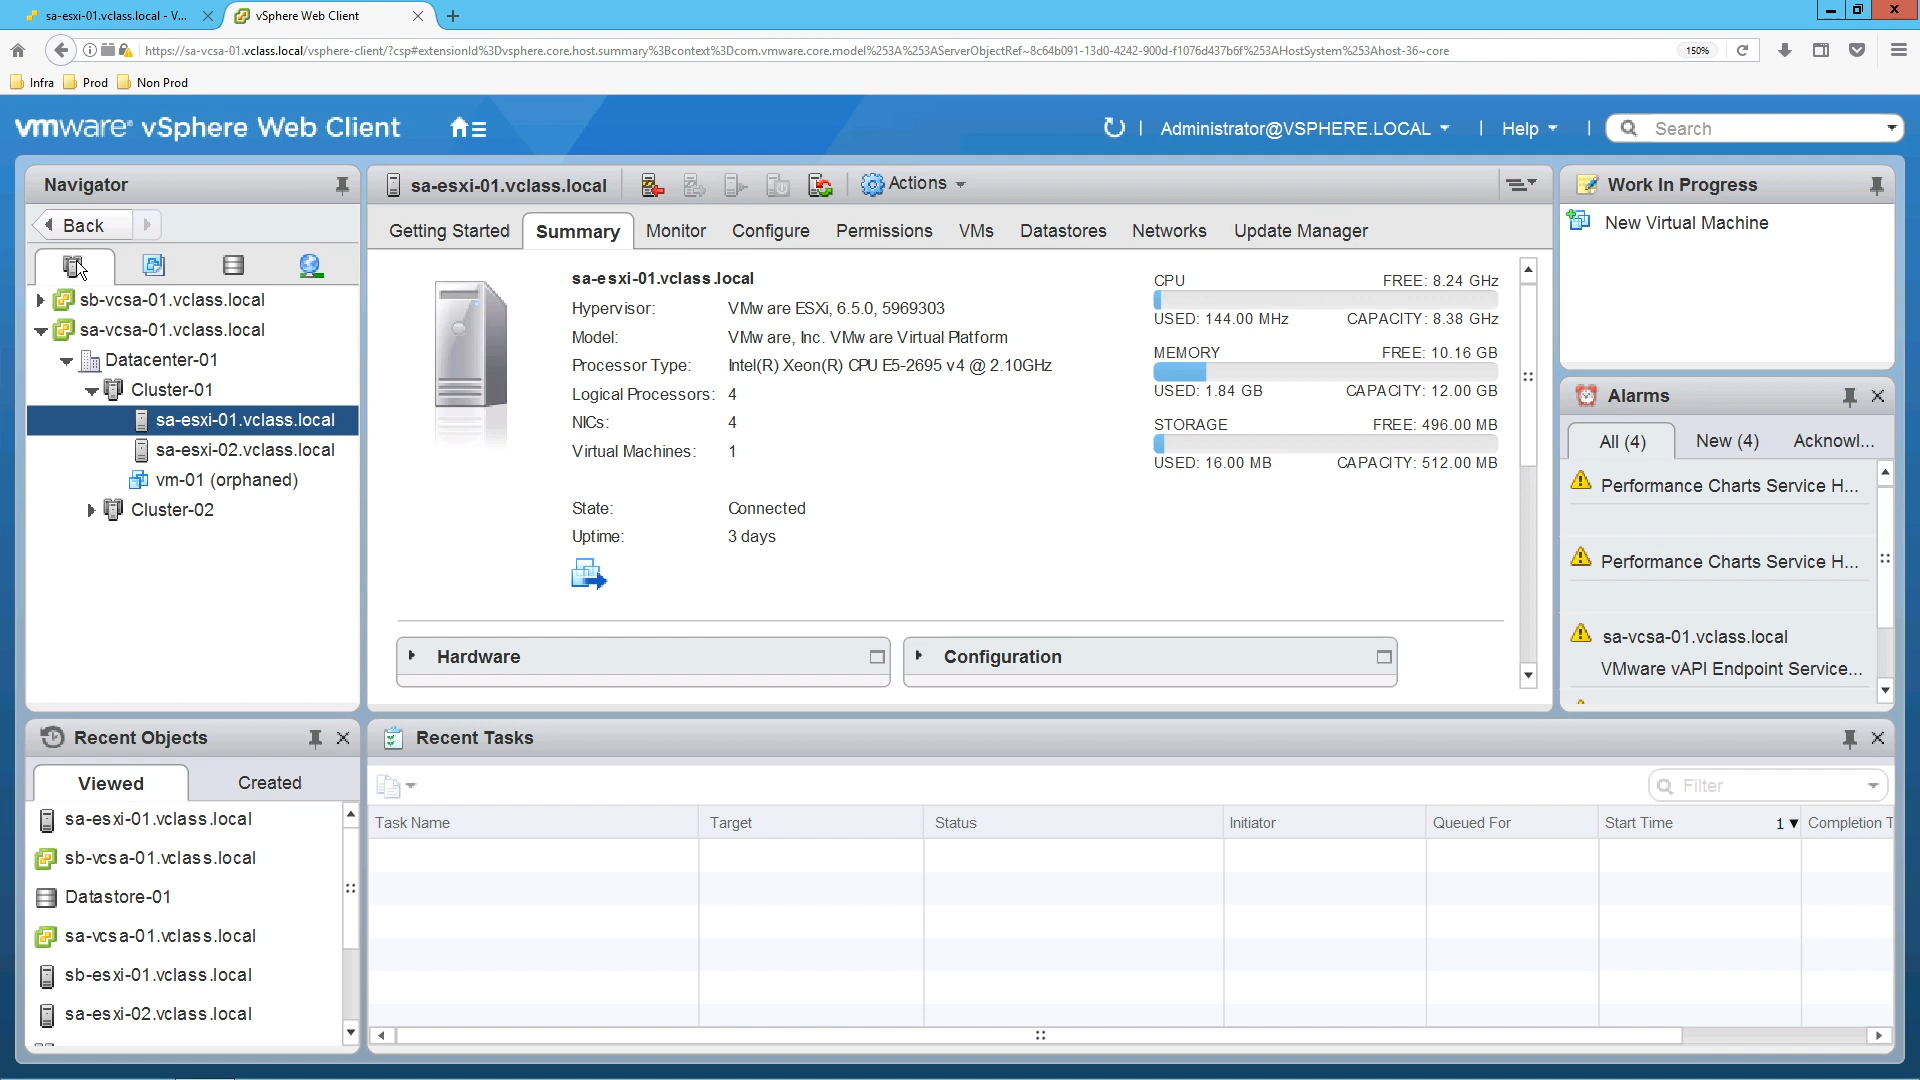 sa-esxi-01.vclass.local - V...
vSphere Web Client
https://sa-vcsa-01.vclass.local/vsphere-client/?csp#extensionId%3Dvsphere.core.host.summary%3Bcontext%3Dcom.vmware.core.model%253A%253AServerObjectRef~8c64b091-13d0-4242-900d-f1076d437b6f%253AHostSystem%253Ahost-36~core
150%
Infra
Prod
Non Prod
vmware® vSphere Web Client
Administrator@VSPHERE.LOCAL
Help
Search
Navigator
Back
sb-vcsa-01.vclass.local
sa-vcsa-01.vclass.local
Datacenter-01
Cluster-01
sa-esxi-01.vclass.local
sa-esxi-02.vclass.local
vm-01 (orphaned)
Cluster-02
sa-esxi-01.vclass.local
Actions
Getting Started
Summary
Monitor
Configure
Permissions
VMs
Datastores
Networks
Update Manager
sa-esxi-01.vclass.local
Hypervisor: VMware ESXi, 6.5.0, 5969303
Model: VMware, Inc. VMware Virtual Platform
Processor Type: Intel(R) Xeon(R) CPU E5-2695 v4 @ 2.10GHz
Logical Processors: 4
NICs: 4
Virtual Machines: 1
State: Connected
Uptime: 3 days
CPU FREE: 8.24 GHz
USED: 144.00 MHz CAPACITY: 8.38 GHz
MEMORY FREE: 10.16 GB
USED: 1.84 GB CAPACITY: 12.00 GB
STORAGE FREE: 496.00 MB
USED: 16.00 MB CAPACITY: 512.00 MB
Hardware
Configuration
Work In Progress
New Virtual Machine
Alarms
All (4)
New (4)
Acknowl...
Performance Charts Service H...
Performance Charts Service H...
sa-vcsa-01.vclass.local
VMware vAPI Endpoint Service...
Recent Objects
Viewed
Created
sa-esxi-01.vclass.local
sb-vcsa-01.vclass.local
Datastore-01
sa-vcsa-01.vclass.local
sb-esxi-01.vclass.local
sa-esxi-02.vclass.local
Recent Tasks
Filter
Task Name
Target
Status
Initiator
Queued For
Start Time 1
Completion T